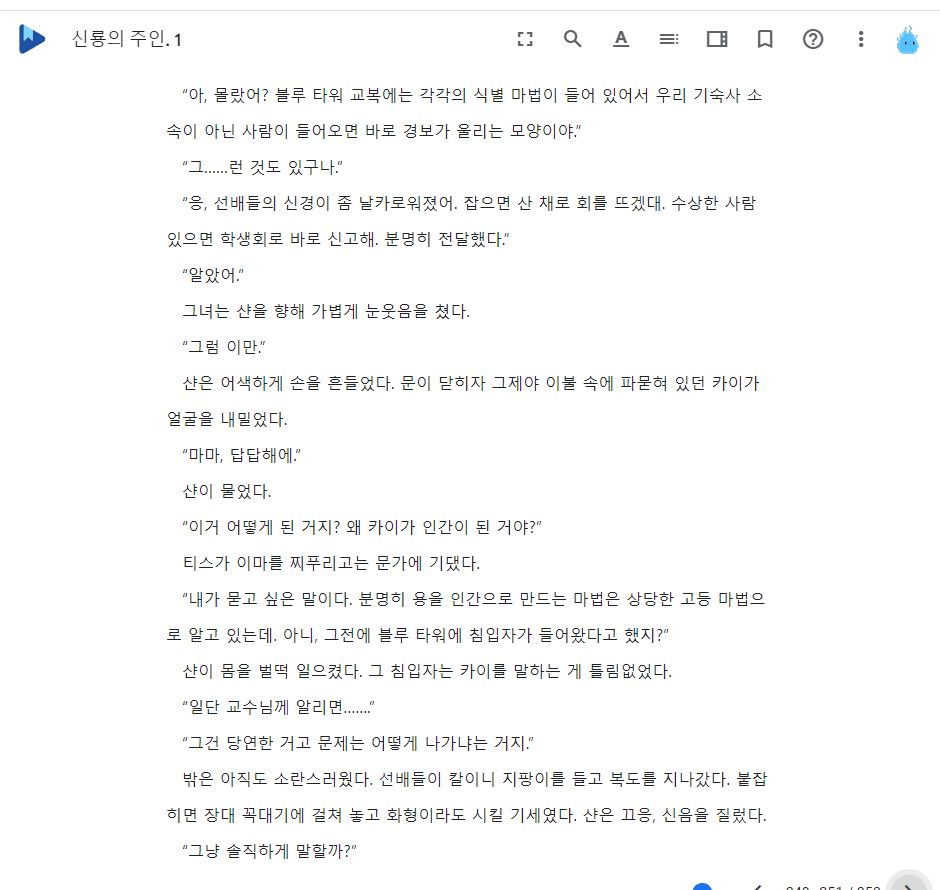 신룡의 주인. 1
“아, 몰랐어? 블루 타워 교복에는 각각의 식별 마법이 들어 있어서 우리 기숙사 소
속이 아닌 사람이 들어오면 바로 경보가 울리는 모양이야.”
“그……런 것도 있구나.”
“응, 선배들의 신경이 좀 날카로워졌어. 잡으면 산 채로 회를 뜨겠대. 수상한 사람
있으면 학생회로 바로 신고해. 분명히 전달했다.”
“알았어.”
그녀는 샨을 향해 가볍게 눈웃음을 쳤다.
“그럼 이만.”
샨은 어색하게 손을 흔들었다. 문이 닫히자 그제야 이불 속에 파묻혀 있던 카이가
얼굴을 내밀었다.
“마마, 답답해에.”
샨이 물었다.
“이거 어떻게 된 거지? 왜 카이가 인간이 된 거야?”
티스가 이마를 찌푸리고는 문가에 기댔다.
“내가 묻고 싶은 말이다. 분명히 용을 인간으로 만드는 마법은 상당한 고등 마법으
로 알고 있는데. 아니, 그전에 블루 타워에 침입자가 들어왔다고 했지?”
샨이 몸을 벌떡 일으켰다. 그 침입자는 카이를 말하는 게 틀림없었다.
“일단 교수님께 알리면…….”
“그건 당연한 거고 문제는 어떻게 나가냐는 거지.”
밖은 아직도 소란스러웠다. 선배들이 칼이니 지팡이를 들고 복도를 지나갔다. 붙잡
히면 장대 꼭대기에 걸쳐 놓고 화형이라도 시킬 기세였다. 샨은 끄응, 신음을 질렀다.
“그냥 솔직하게 말할까?”